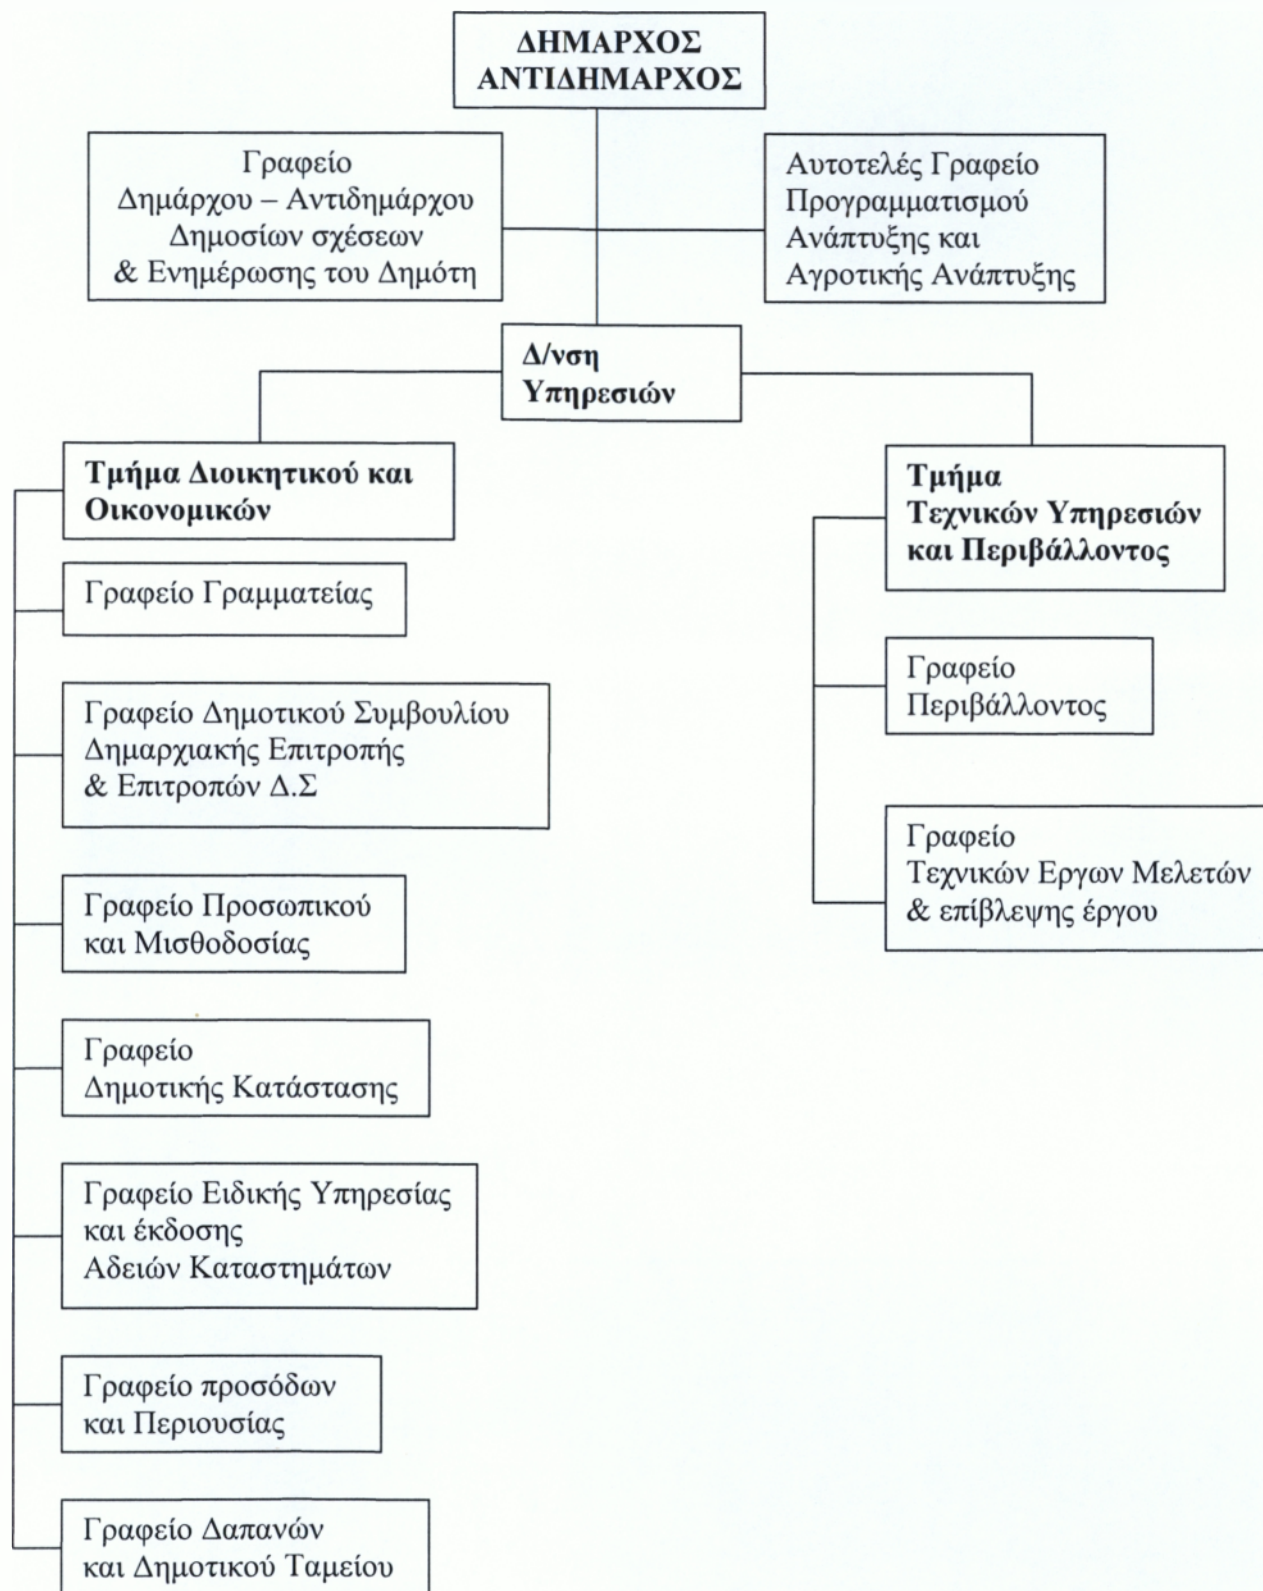 ΔΗΜΑΡΧΟΣ
ΑΝΤΙΔΗΜΑΡΧΟΣ
Γραφείο
Δημάρχου – Αντιδημάρχου
Δημοσίων σχέσεων
& Ενημέρωσης του Δημότη
Αυτοτελές Γραφείο
Προγραμματισμού
Ανάπτυξης και
Αγροτικής Ανάπτυξης
Δ/νση
Υπηρεσιών
Τμήμα Διοικητικού και
Οικονομικών
Γραφείο Γραμματείας
Γραφείο Δημοτικού Συμβουλίου
Δημαρχιακής Επιτροπής
& Επιτροπών Δ.Σ
Γραφείο Προσωπικού
και Μισθοδοσίας
Γραφείο
Δημοτικής Κατάστασης
Γραφείο Ειδικής Υπηρεσίας
και έκδοσης
Αδειών Καταστημάτων
Γραφείο προσόδων
και Περιουσίας
Γραφείο Δαπανών
και Δημοτικού Ταμείου
Τμήμα
Τεχνικών Υπηρεσιών
και Περιβάλλοντος
Γραφείο
Περιβάλλοντος
Γραφείο
Τεχνικών Εργων Μελετών
& επίβλεψης έργου